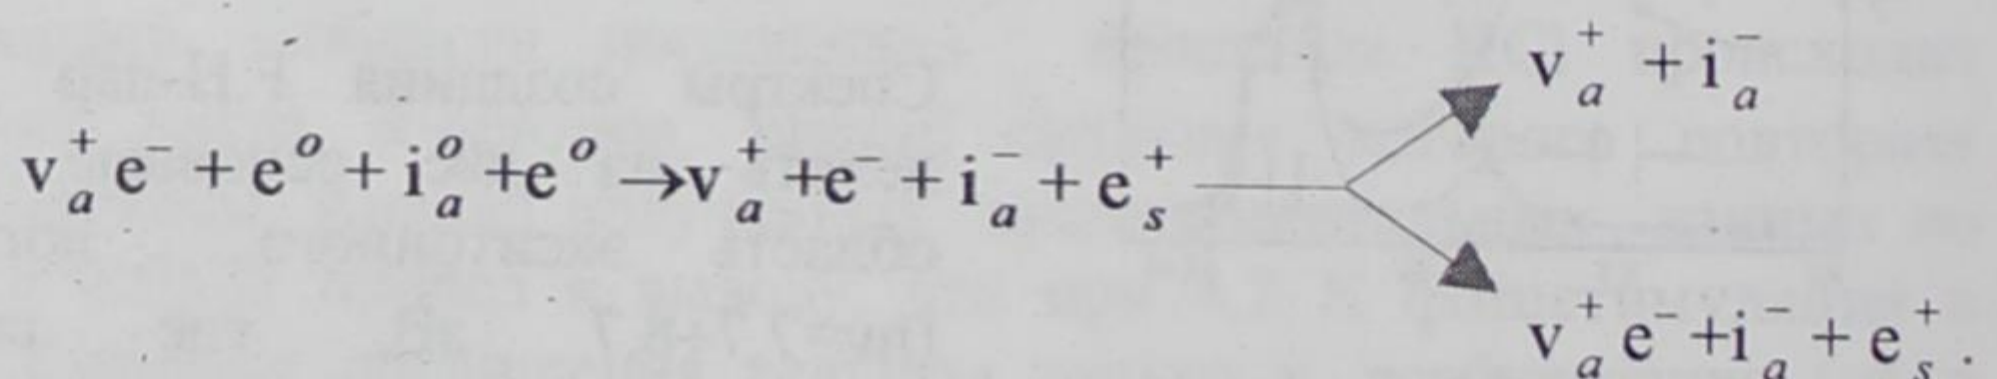 v_a^+ + i_a^-
v_a^+ e^- + e^o + i_a^o + e^o → v_a^+ + e^- + i_a^- + e_s^+
v_a^+ e^- + i_a^- + e_s^+ .